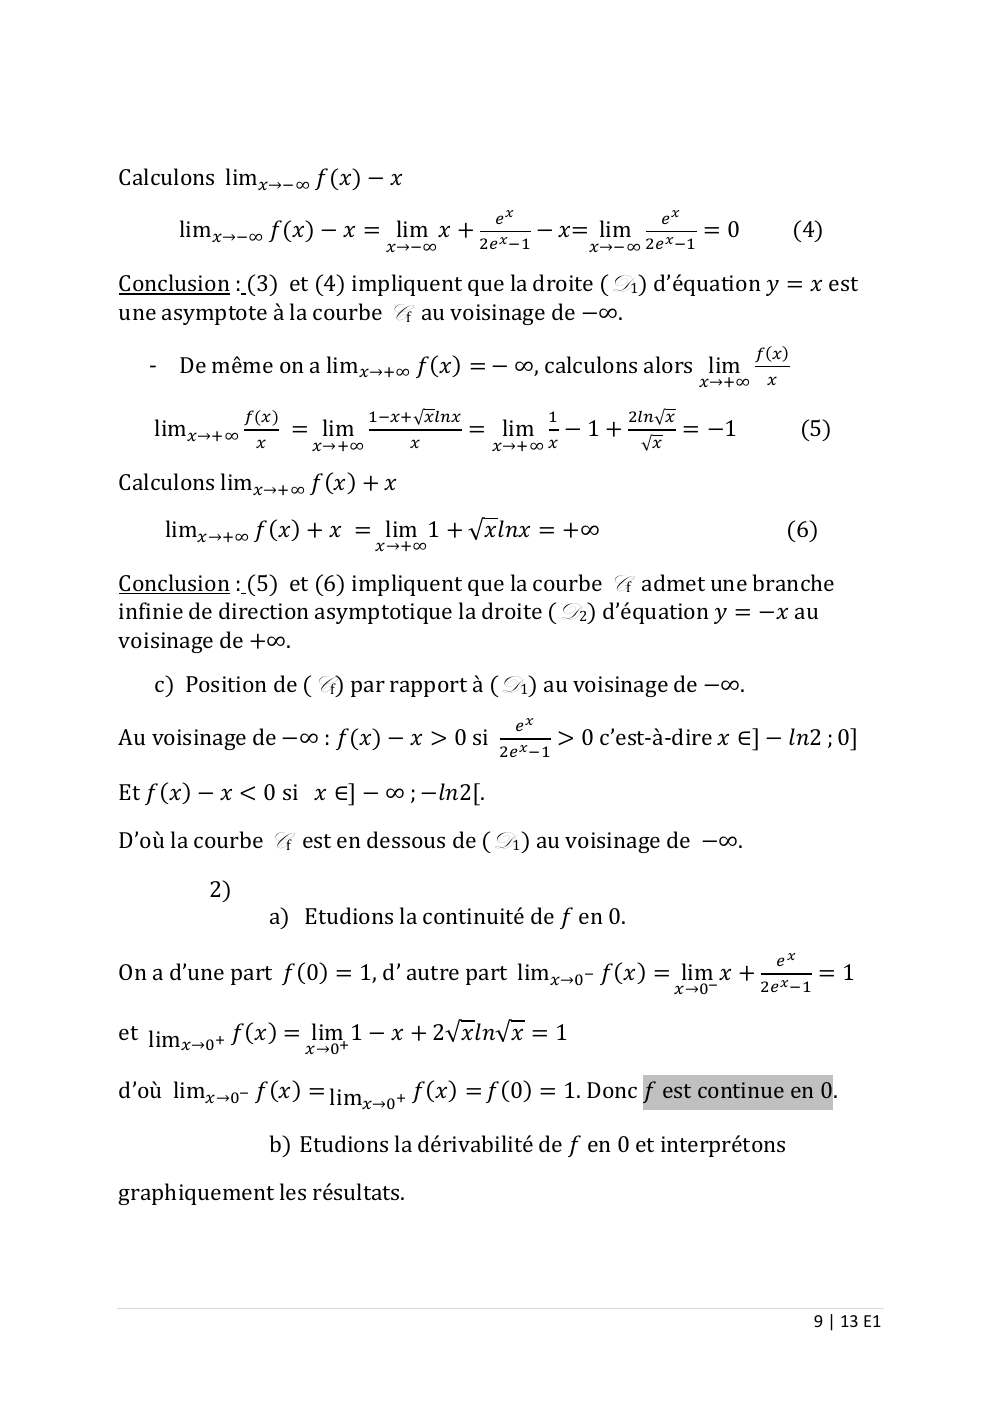 Calculons lim_{x→−∞} f(x) − x
lim_{x→−∞} f(x) − x = lim_{x→−∞} x + e^x/(2e^x−1) − x = lim_{x→−∞} e^x/(2e^x−1) = 0 (4)
Conclusion : (3) et (4) impliquent que la droite ( 𝒟1) d’équation y = x est
une asymptote à la courbe 𝒞f au voisinage de −∞.
- De même on a lim_{x→+∞} f(x) = − ∞, calculons alors lim_{x→+∞} f(x)/x
lim_{x→+∞} f(x)/x = lim_{x→+∞} (1−x+√x lnx)/x = lim_{x→+∞} 1/x − 1 + 2ln√x/√x = −1 (5)
Calculons lim_{x→+∞} f(x) + x
lim_{x→+∞} f(x) + x = lim_{x→+∞} 1 + √x lnx = +∞ (6)
Conclusion : (5) et (6) impliquent que la courbe 𝒞f admet une branche
infinie de direction asymptotique la droite ( 𝒟2) d’équation y = −x au
voisinage de +∞.
c) Position de ( 𝒞f) par rapport à ( 𝒟1) au voisinage de −∞.
Au voisinage de −∞ : f(x) − x > 0 si e^x/(2e^x−1) > 0 c’est-à-dire x ∈] − ln2 ; 0]
Et f(x) − x < 0 si x ∈] − ∞ ; −ln2[.
D’où la courbe 𝒞f est en dessous de ( 𝒟1) au voisinage de −∞.
2)
a) Etudions la continuité de f en 0.
On a d’une part f(0) = 1, d’ autre part lim_{x→0⁻} f(x) = lim_{x→0⁻} x + e^x/(2e^x−1) = 1
et lim_{x→0⁺} f(x) = lim_{x→0⁺} 1 − x + 2√x ln√x = 1
d’où lim_{x→0⁻} f(x) = lim_{x→0⁺} f(x) = f(0) = 1. Donc f est continue en 0.
b) Etudions la dérivabilité de f en 0 et interprétons
graphiquement les résultats.
9 | 13 E1